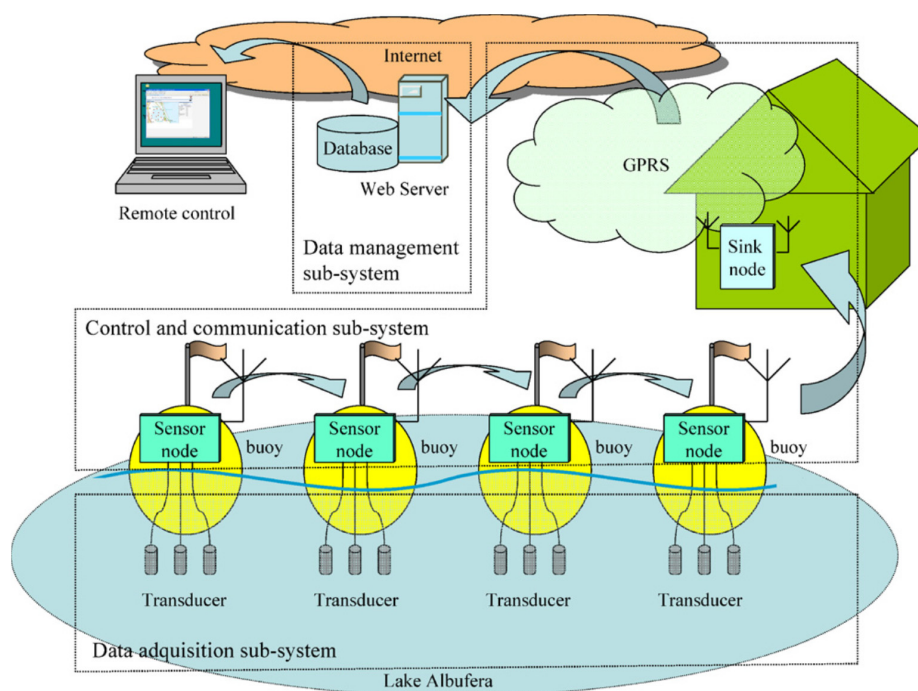 Internet
Database
Web Server
Remote control
GPRS
Sink
node
Data management
sub-system
Control and communication sub-system
Sensor
node
buoy
Sensor
node
buoy
Sensor
node
buoy
Sensor
node
buoy
Transducer
Transducer
Transducer
Transducer
Data adquisition sub-system
Lake Albufera